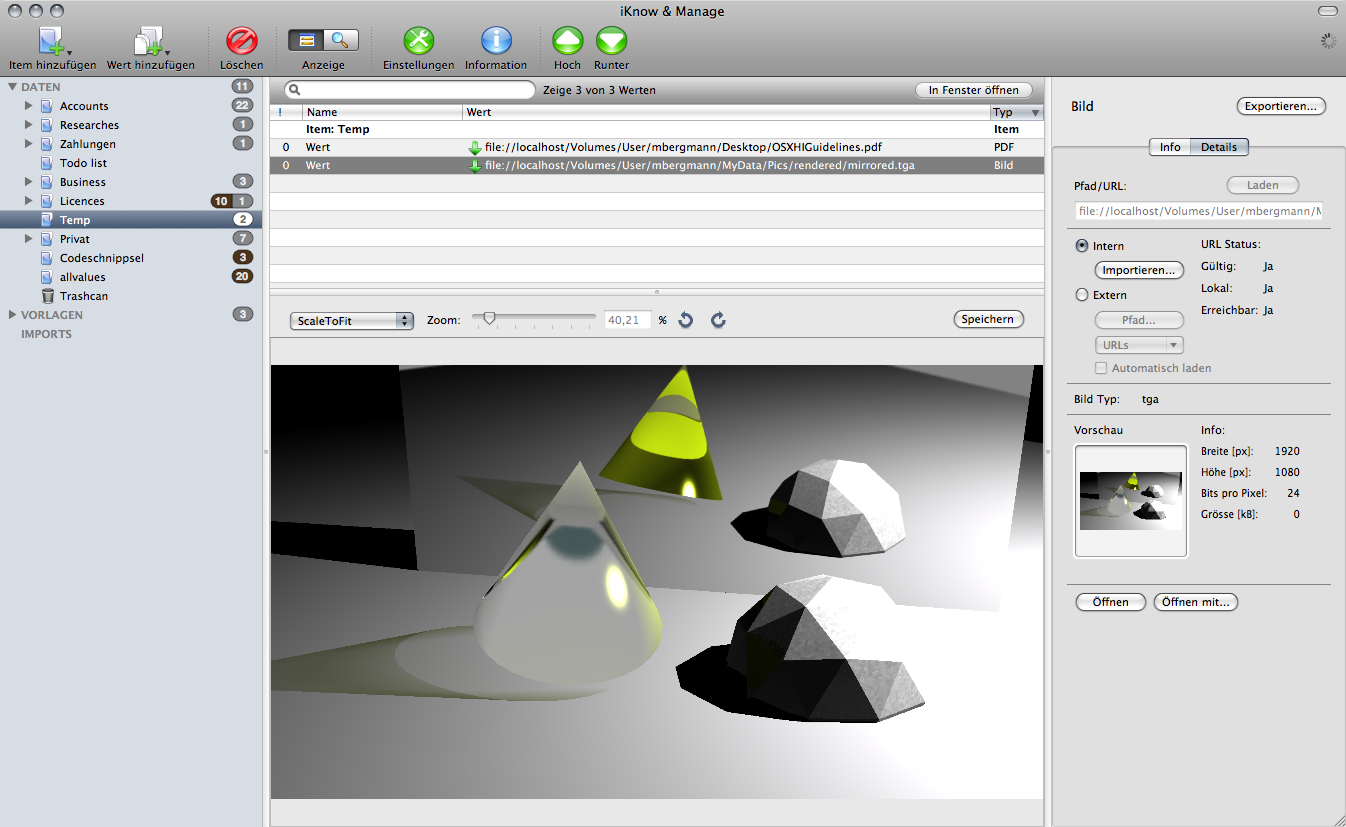 iKnow & Manage
Item hinzufügen Wert hinzufügen Löschen Anzeige Einstellungen Information Hoch Runter
DATEN 11
Accounts 22
Researches 1
Zahlungen 1
Todo list
Business 3
Licences 10 1
Temp 2
Privat 7
Codeschnippsel 3
allvalues 20
Trashcan
VORLAGEN 3
IMPORTS
Zeige 3 von 3 Werten In Fenster öffnen
! Name Wert Typ
Item: Temp Item
0 Wert file://localhost/Volumes/User/mbergmann/Desktop/OSXHIGuidelines.pdf PDF
0 Wert file://localhost/Volumes/User/mbergmann/MyData/Pics/rendered/mirrored.tga Bild
ScaleToFit Zoom: 40,21 % Speichern
Bild Exportieren...
Info Details
Pfad/URL: Laden
file://localhost/Volumes/User/mbergmann/M
Intern URL Status:
Importieren... Gültig: Ja
Lokal: Ja
Extern Erreichbar: Ja
Pfad...
URLs
Automatisch laden
Bild Typ: tga
Vorschau Info:
Breite [px]: 1920
Höhe [px]: 1080
Bits pro Pixel: 24
Grösse [kB]: 0
Öffnen Öffnen mit...